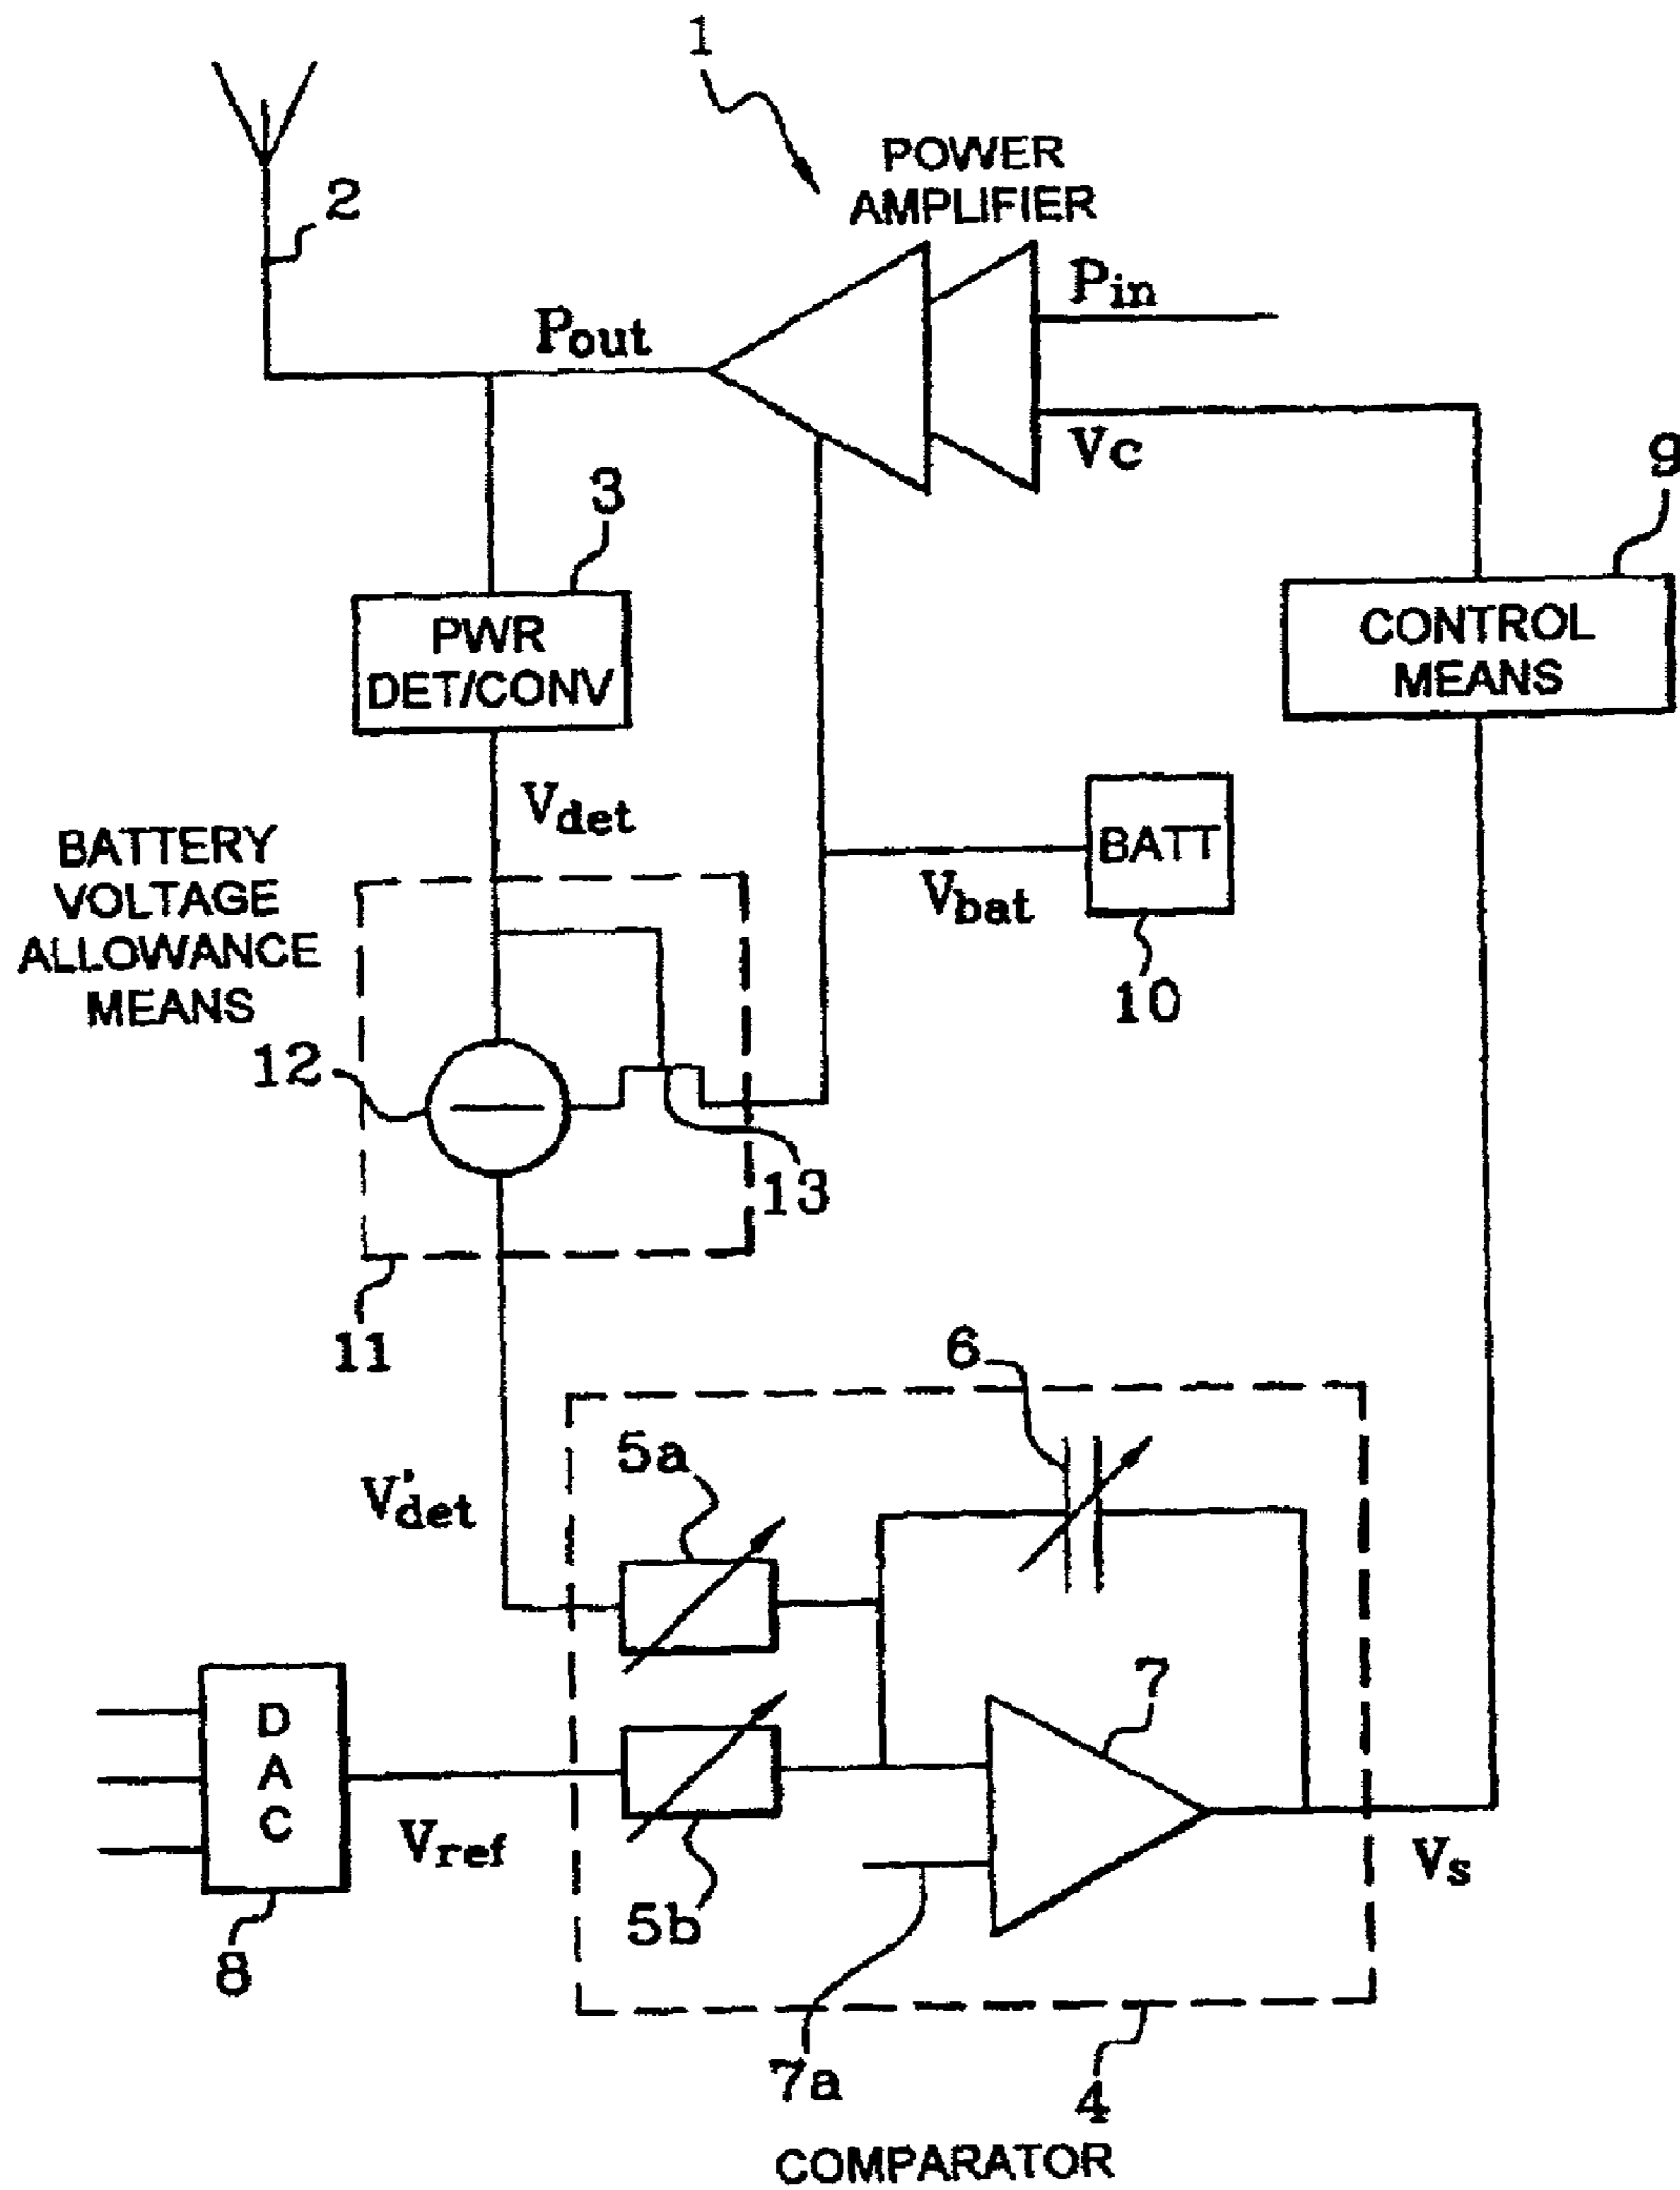 1
POWER
AMPLIFIER
2
Pin
Pout
Vc
9
3
PWR
DET/CONV
CONTROL
MEANS
Vdet
BATT
BATTERY
VOLTAGE
ALLOWANCE
MEANS
Vbat
10
12
13
11
6
5a
V'det
7
D
A
C
Vref
Vs
5b
8
7a
4
COMPARATOR